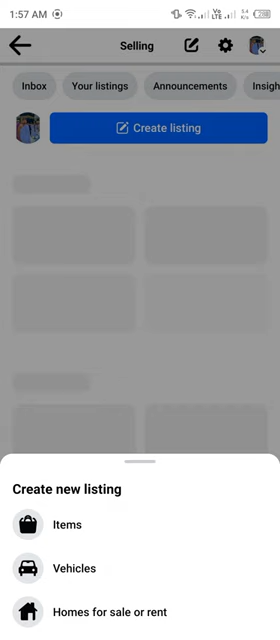 1:57 AM
Selling
Inbox
Your listings
Announcements
Insigh
Create listing
Create new listing
Items
Vehicles
Homes for sale or rent